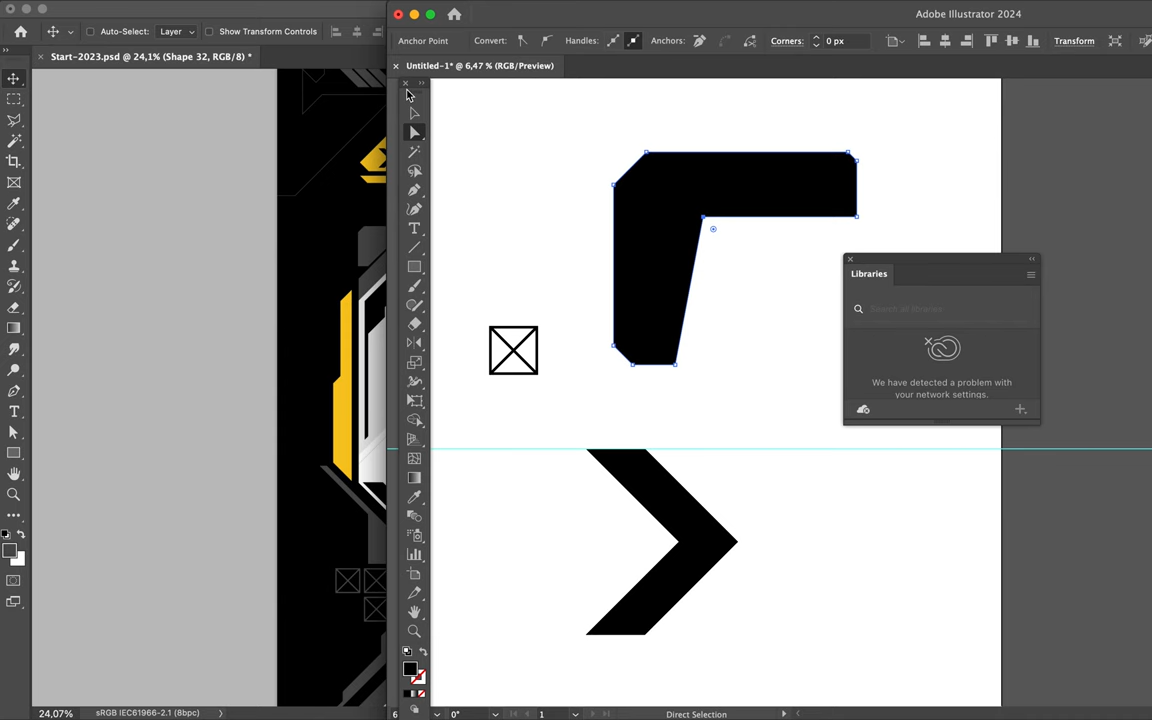 Auto-Select:
Layer
Show Transform Controls
Start-2023.psd @ 24,1% (Shape 32, RGB/8) *
24,07%
sRGB IEC61966-2.1 (8bpc)
Adobe Illustrator 2024
Anchor Point
Convert:
Handles:
Anchors:
Corners:
0 px
Transform
Untitled-1* @ 6,47 % (RGB/Preview)
Libraries
Search all libraries
We have detected a problem with
your network settings.
6
0°
1
Direct Selection